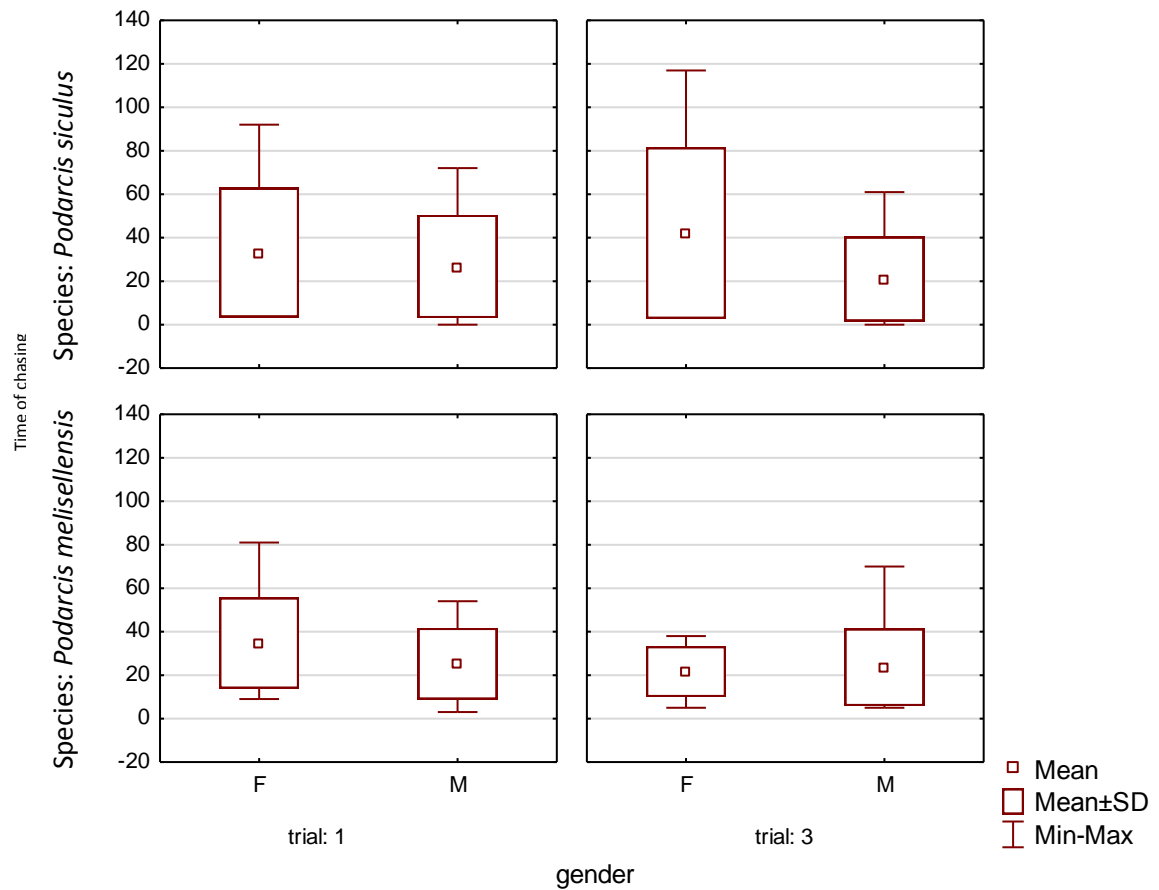 Time of chasing
Species: Podarcis siculus
140
120
100
80
60
40
20
0
-20
Species: Podarcis melisellensis
140
120
100
80
60
40
20
0
-20
F
M
F
M
trial: 1
trial: 3
gender
Mean
Mean±SD
Min-Max